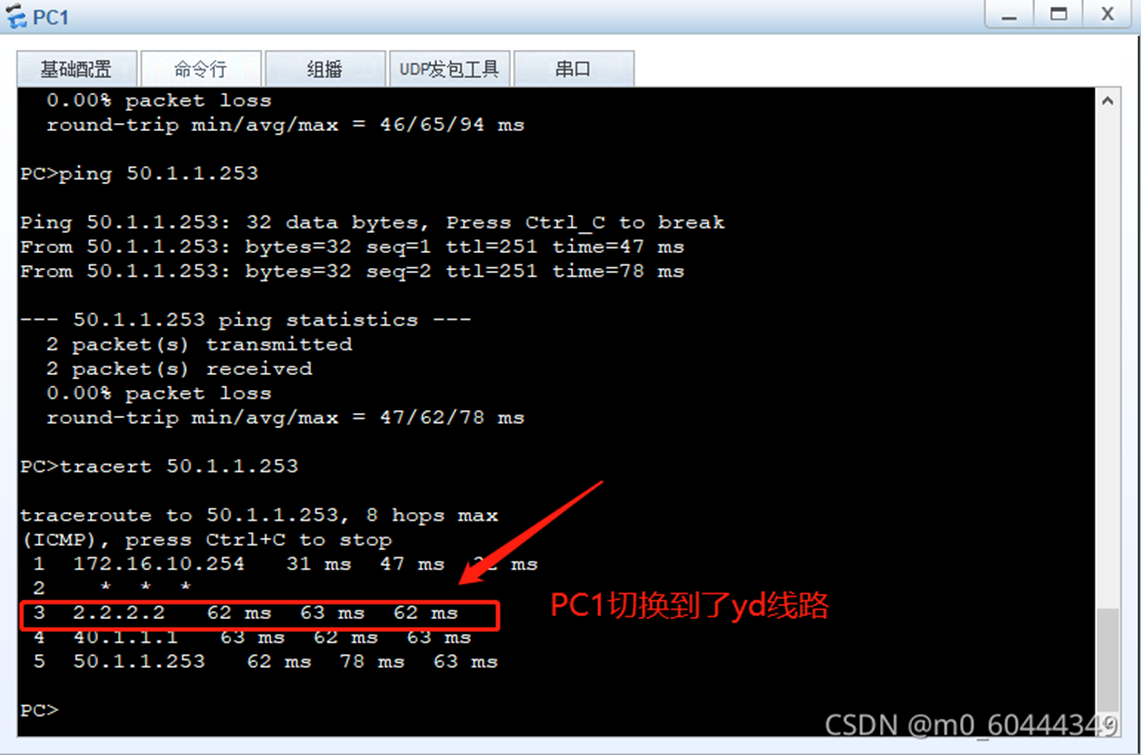 PC1
基础配置 命令行 组播 UDP发包工具 串口
0.00% packet loss
round-trip min/avg/max = 46/65/94 ms
PC>ping 50.1.1.253
Ping 50.1.1.253: 32 data bytes, Press Ctrl_C to break
From 50.1.1.253: bytes=32 seq=1 ttl=251 time=47 ms
From 50.1.1.253: bytes=32 seq=2 ttl=251 time=78 ms
--- 50.1.1.253 ping statistics ---
2 packet(s) transmitted
2 packet(s) received
0.00% packet loss
round-trip min/avg/max = 47/62/78 ms
PC>tracert 50.1.1.253
traceroute to 50.1.1.253, 8 hops max
(ICMP), press Ctrl+C to stop
1 172.16.10.254 31 ms 47 ms ms
2 * * *
3 2.2.2.2 62 ms 63 ms 62 ms
PC1切换到了yd线路
4 40.1.1.1 63 ms 62 ms 63 ms
5 50.1.1.253 62 ms 78 ms 63 ms
PC>
CSDN @m0_60444349